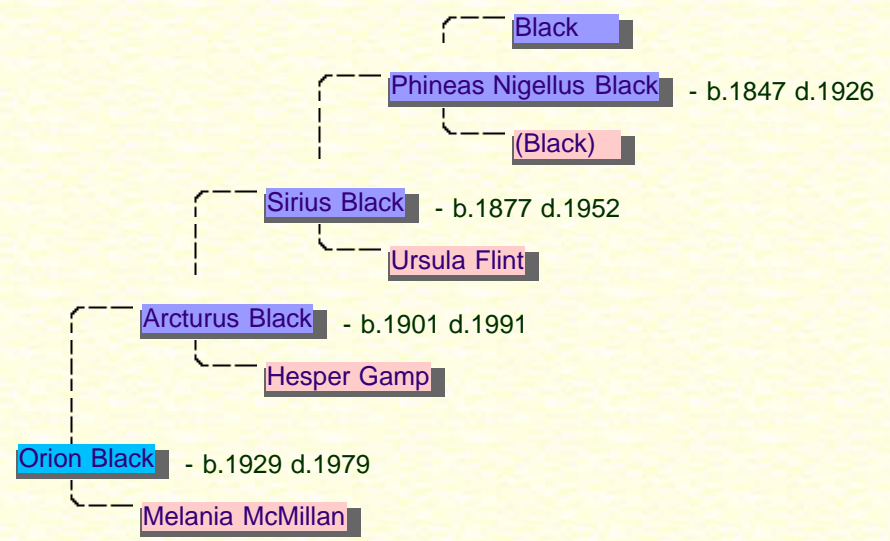 Black
Phineas Nigellus Black - b.1847 d.1926
(Black)
Sirius Black - b.1877 d.1952
Ursula Flint
Arcturus Black - b.1901 d.1991
Hesper Gamp
Orion Black - b.1929 d.1979
Melania McMillan